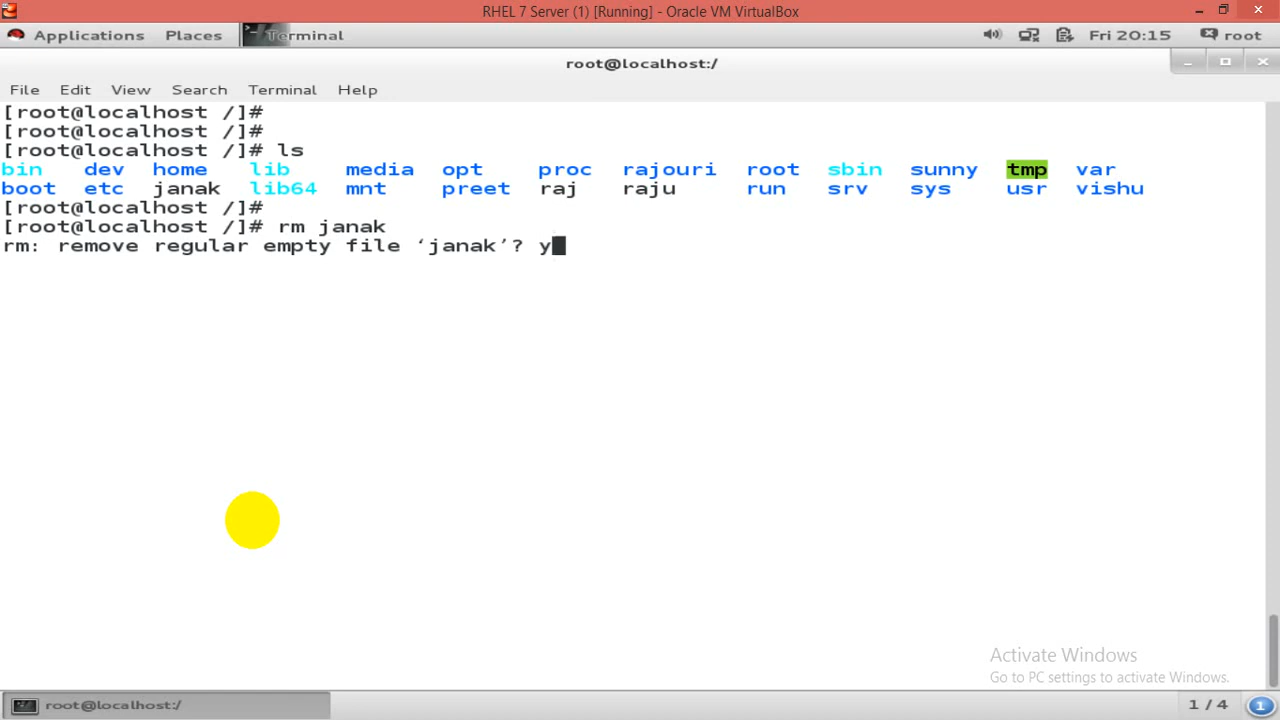 RHEL 7 Server (1) [Running] - Oracle VM VirtualBox
Applications Places Terminal Fri 20:15 root
root@localhost:/
File Edit View Search Terminal Help
[root@localhost /]#
[root@localhost /]#
[root@localhost /]# ls
bin dev home lib media opt proc rajouri root sbin sunny tmp var
boot etc janak lib64 mnt preet raj raju run srv sys usr vishu
[root@localhost /]#
[root@localhost /]# rm janak
rm: remove regular empty file ‘janak’? y
Activate Windows
Go to PC settings to activate Windows.
root@localhost:/ 1 / 4 1